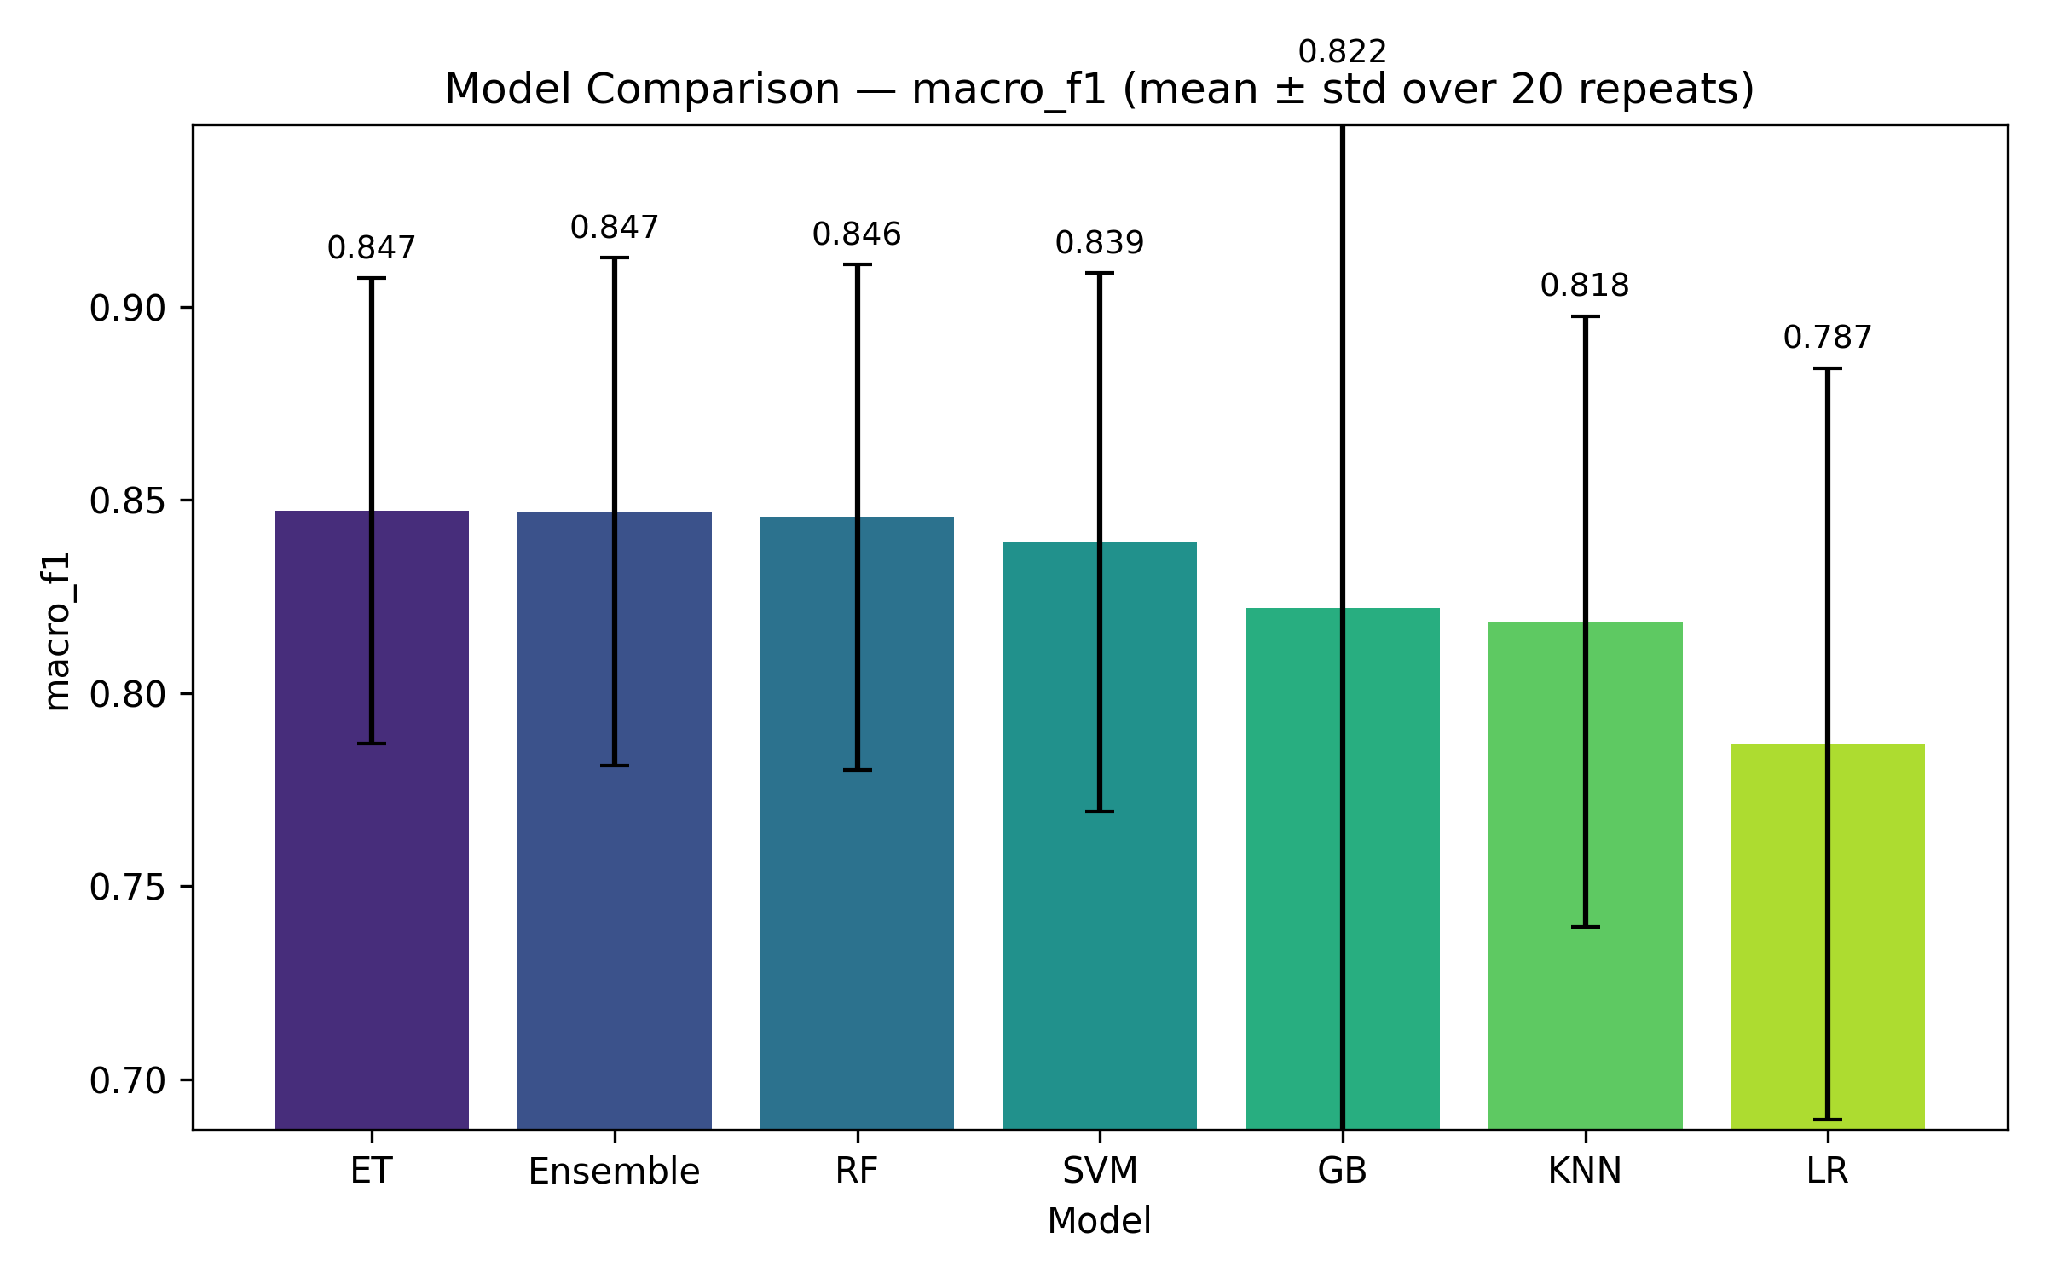 0.822
Model Comparison — macro_f1 (mean ± std over 20 repeats)
0.847
0.847
0.846
0.839
0.818
0.787
0.90
0.85
0.80
0.75
0.70
macro_f1
ET
Ensemble
RF
SVM
GB
KNN
LR
Model